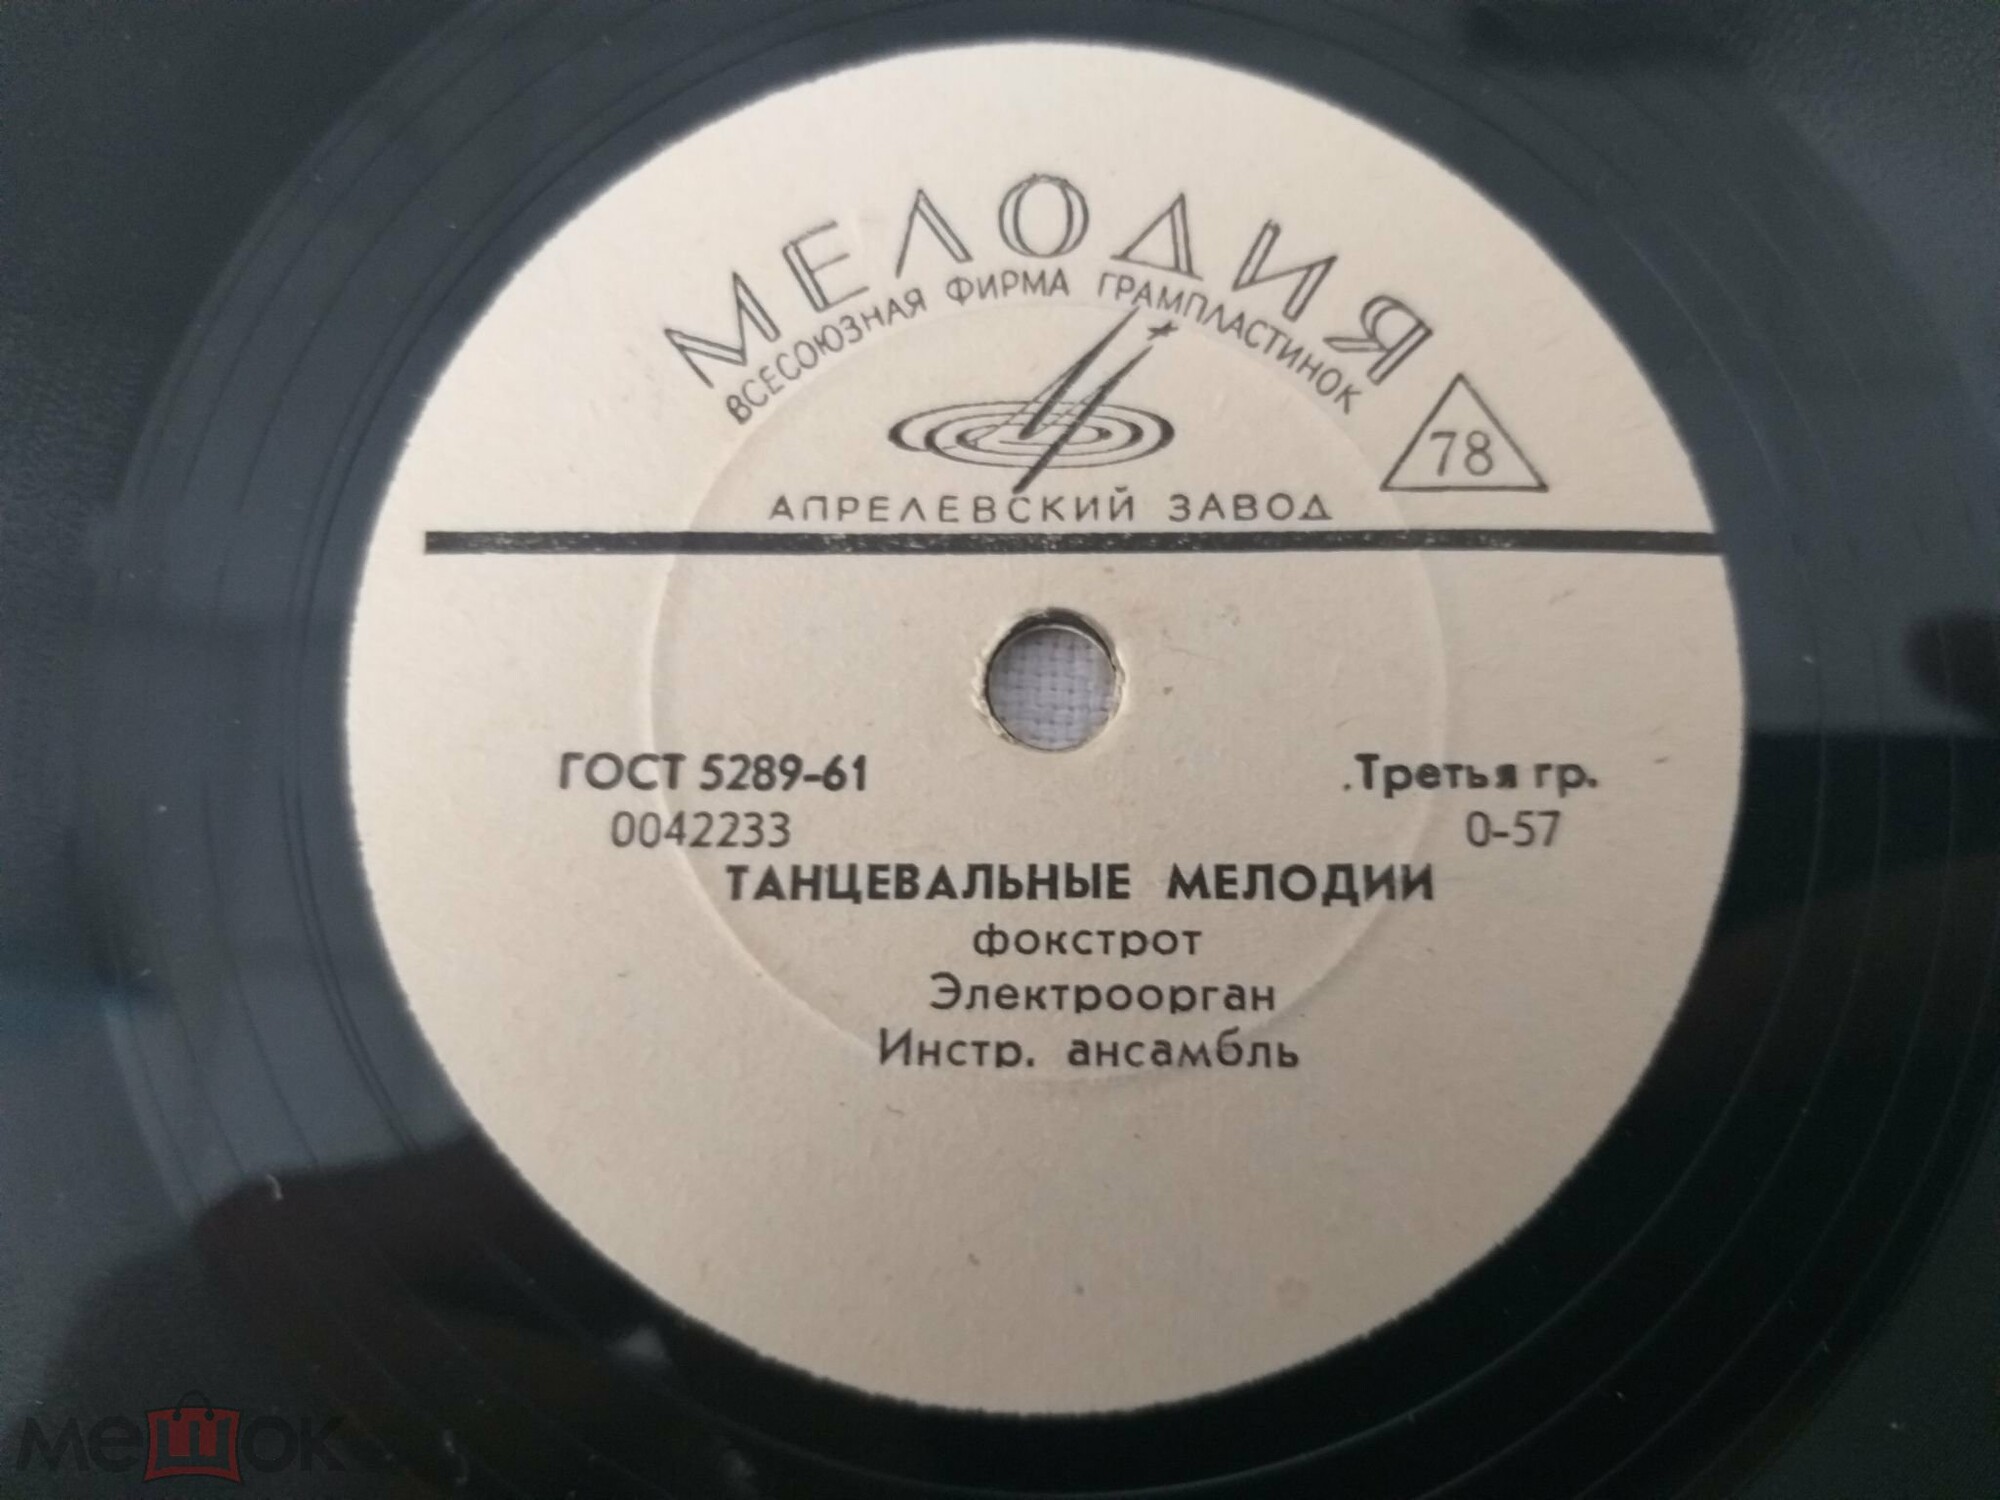 МЕЛОДИЯ
ВСЕСОЮЗНАЯ ФИРМА ГРАМПЛАСТИНОК
78
АПРЕЛЕВСКИЙ ЗАВОД
ГОСТ 5289-61
.Третья гр.
0042233
0-57
ТАНЦЕВАЛЬНЫЕ МЕЛОДИИ
фокстрот
Электроорган
Инстр. ансамбль
мешок